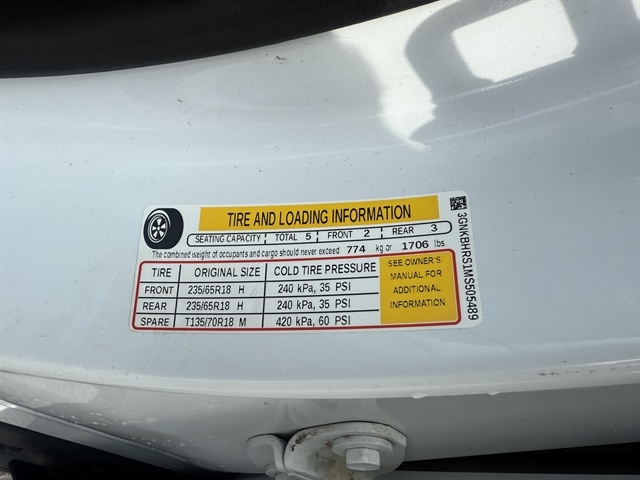 TIRE AND LOADING INFORMATION
SEATING CAPACITY TOTAL 5 FRONT 2 REAR 3
The combined weight of occupants and cargo should never exceed 774 kg or 1706 lbs
TIRE ORIGINAL SIZE COLD TIRE PRESSURE
FRONT 235/65R18 H 240 kPa, 35 PSI
REAR 235/65R18 H 240 kPa, 35 PSI
SPARE T135/70R18 M 420 kPa, 60 PSI
SEE OWNER'S
MANUAL FOR
ADDITIONAL
INFORMATION
3GNKBHRS1MS505489